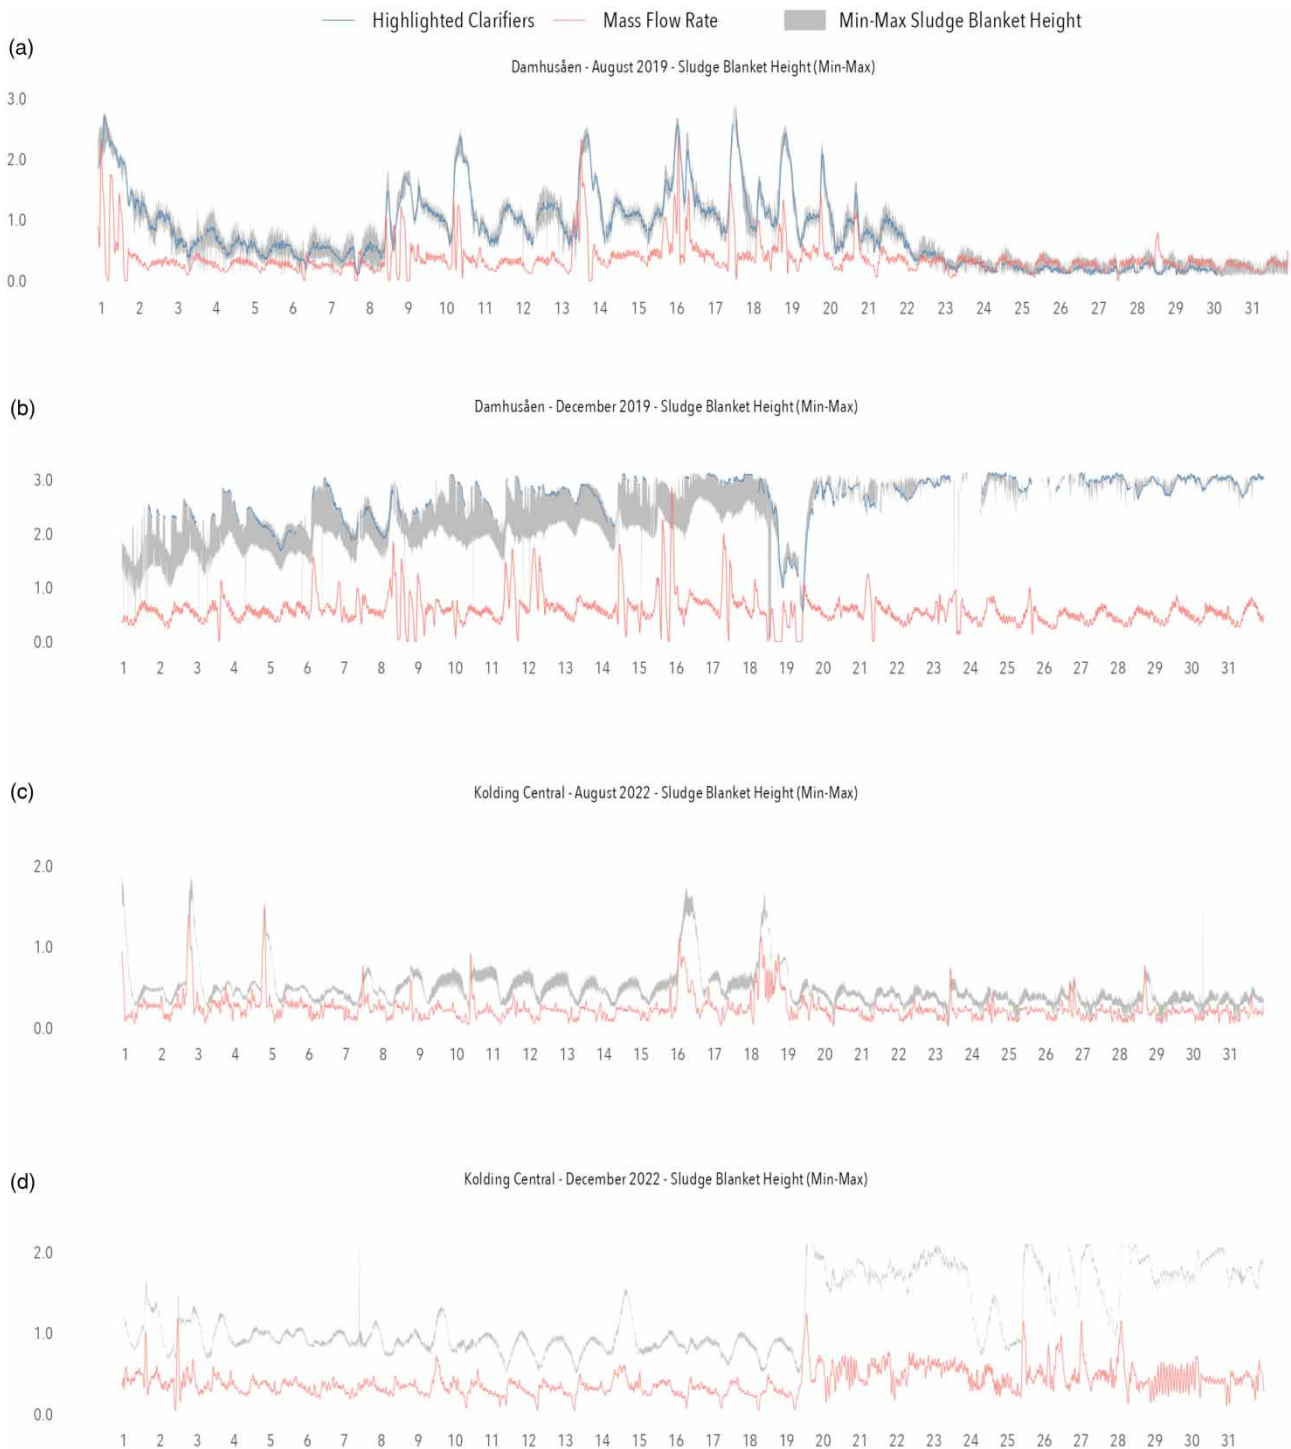 Highlighted Clarifiers Mass Flow Rate Min-Max Sludge Blanket Height
(a)
Damhusåen - August 2019 - Sludge Blanket Height (Min-Max)
3.0
2.0
1.0
0.0
1 2 3 4 5 6 7 8 9 10 11 12 13 14 15 16 17 18 19 20 21 22 23 24 25 26 27 28 29 30 31
(b)
Damhusåen - December 2019 - Sludge Blanket Height (Min-Max)
3.0
2.0
1.0
0.0
1 2 3 4 5 6 7 8 9 10 11 12 13 14 15 16 17 18 19 20 21 22 23 24 25 26 27 28 29 30 31
(c)
Kolding Central - August 2022 - Sludge Blanket Height (Min-Max)
2.0
1.0
0.0
1 2 3 4 5 6 7 8 9 10 11 12 13 14 15 16 17 18 19 20 21 22 23 24 25 26 27 28 29 30 31
(d)
Kolding Central - December 2022 - Sludge Blanket Height (Min-Max)
2.0
1.0
0.0
1 2 3 4 5 6 7 8 9 10 11 12 13 14 15 16 17 18 19 20 21 22 23 24 25 26 27 28 29 30 31